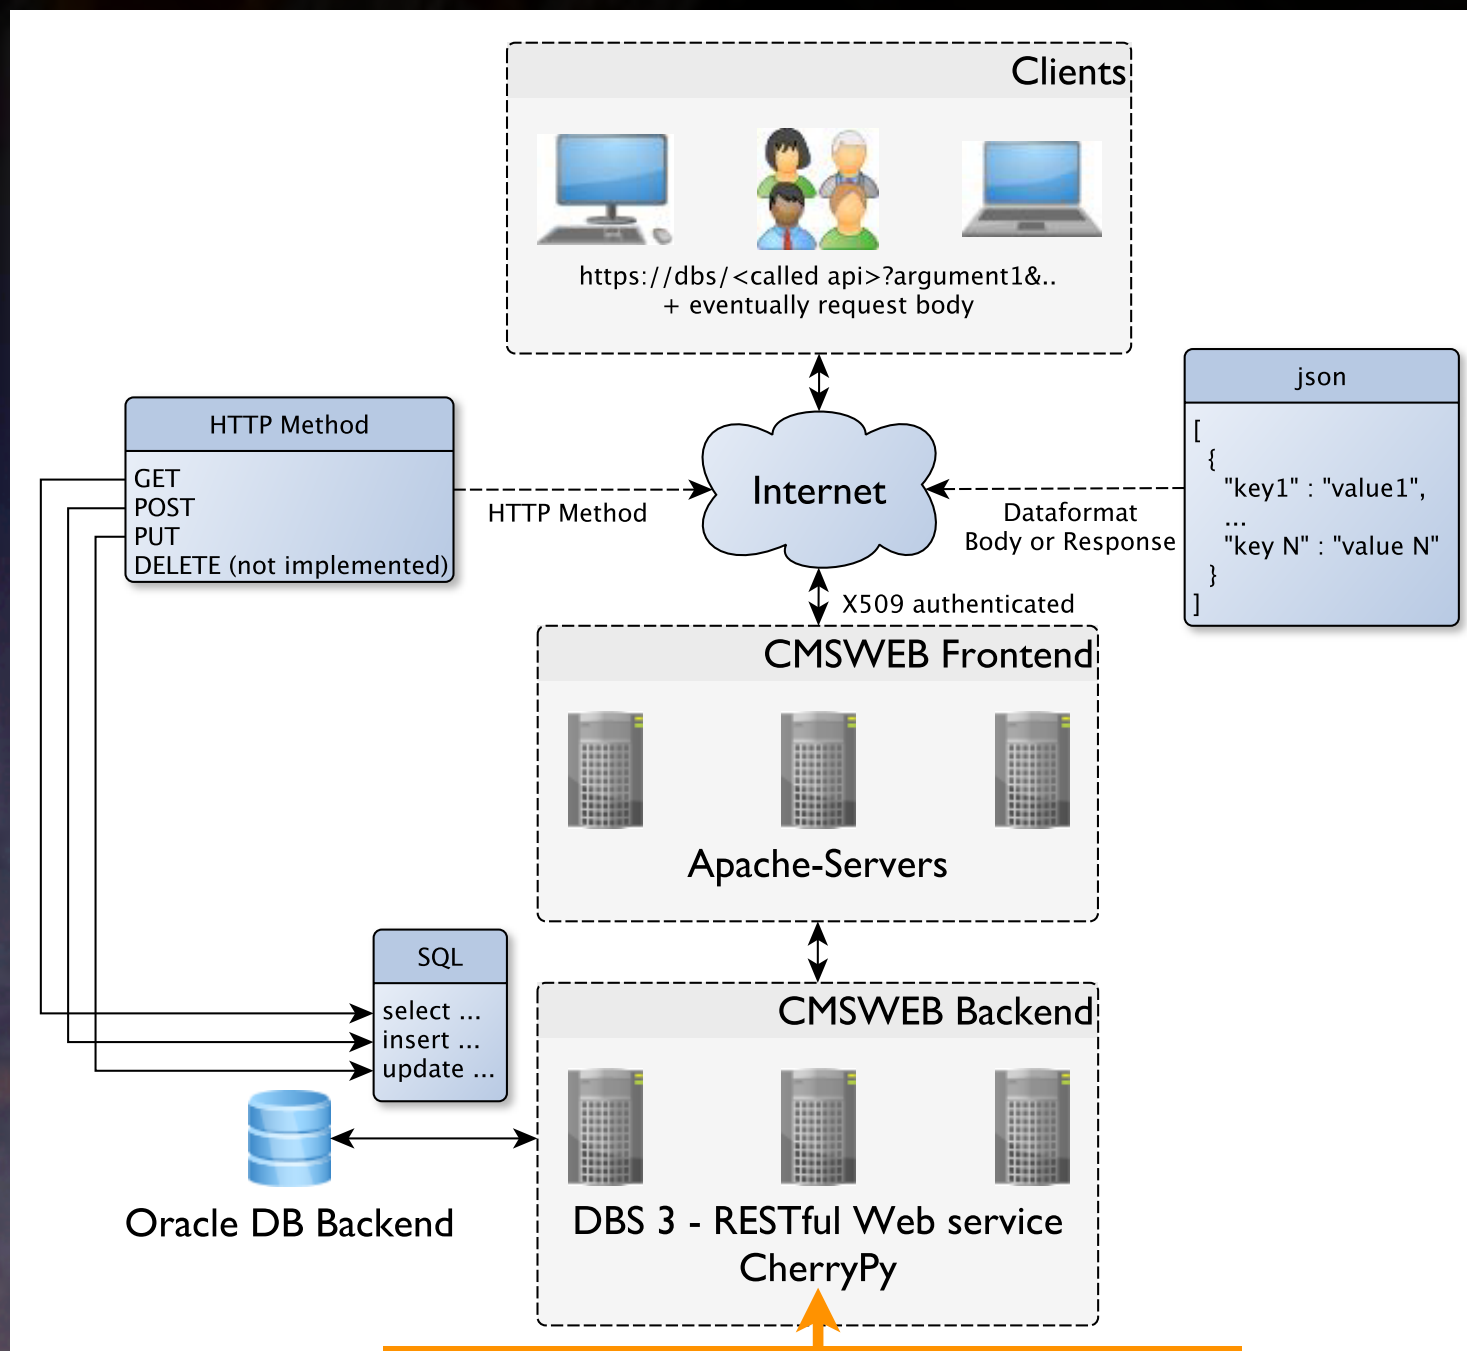 Clients
https://dbs/<called api>?argument1&..
+ eventually request body
HTTP Method
GET
POST
PUT
DELETE (not implemented)
HTTP Method
Internet
Dataformat
Body or Response
json
[
{
"key1" : "value1",
...
"key N" : "value N"
}
]
X509 authenticated
CMSWEB Frontend
Apache-Servers
SQL
select ...
insert ...
update ...
Oracle DB Backend
CMSWEB Backend
DBS 3 - RESTful Web service
CherryPy